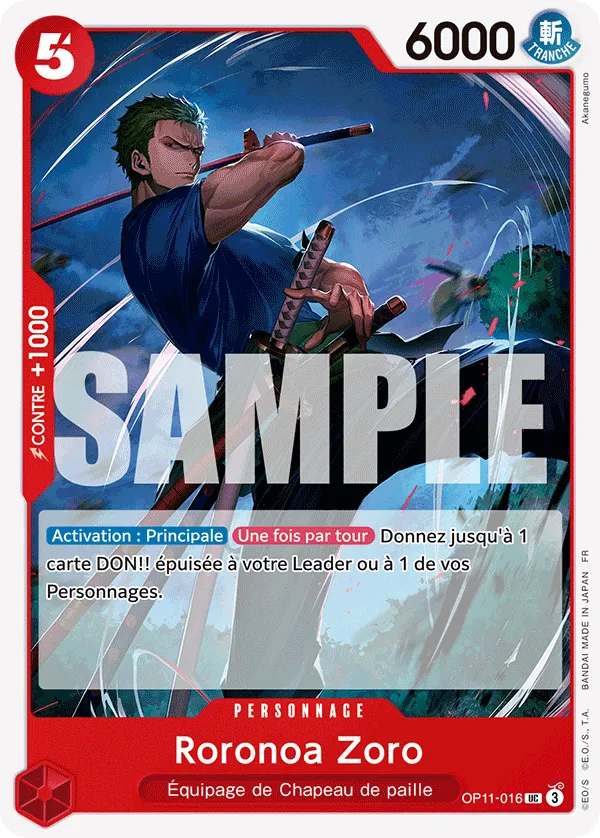 5
6000
斬
TRANCHE
Akanegumo
CONTRE +1000
SAMPLE
Activation : Principale Une fois par tour Donnez jusqu'à 1
carte DON!! épuisée à votre Leader ou à 1 de vos
Personnages.
©EO/S ©E.O./S., T.A. BANDAI MADE IN JAPAN FR
PERSONNAGE
Roronoa Zoro
Équipage de Chapeau de paille
OP11-016 UC 3